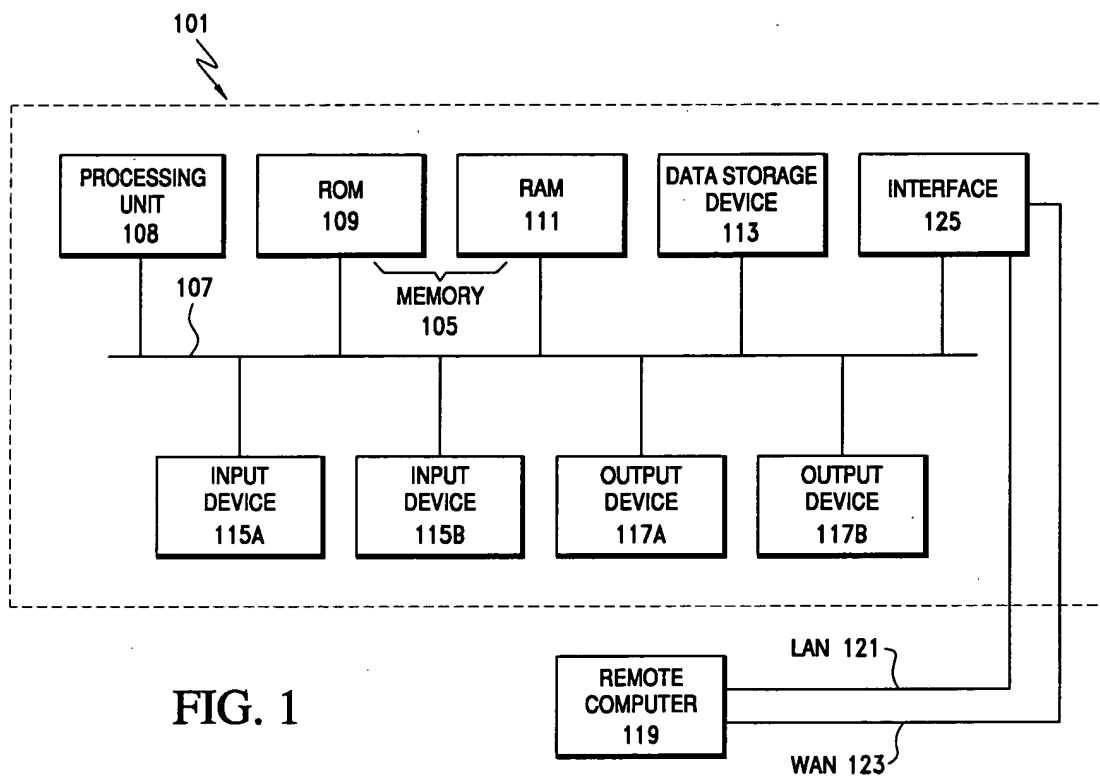 101
PROCESSING
UNIT
108
ROM
109
RAM
111
DATA STORAGE
DEVICE
113
INTERFACE
125
107
MEMORY
105
INPUT
DEVICE
115A
INPUT
DEVICE
115B
OUTPUT
DEVICE
117A
OUTPUT
DEVICE
117B
FIG. 1
REMOTE
COMPUTER
119
LAN 121
WAN 123